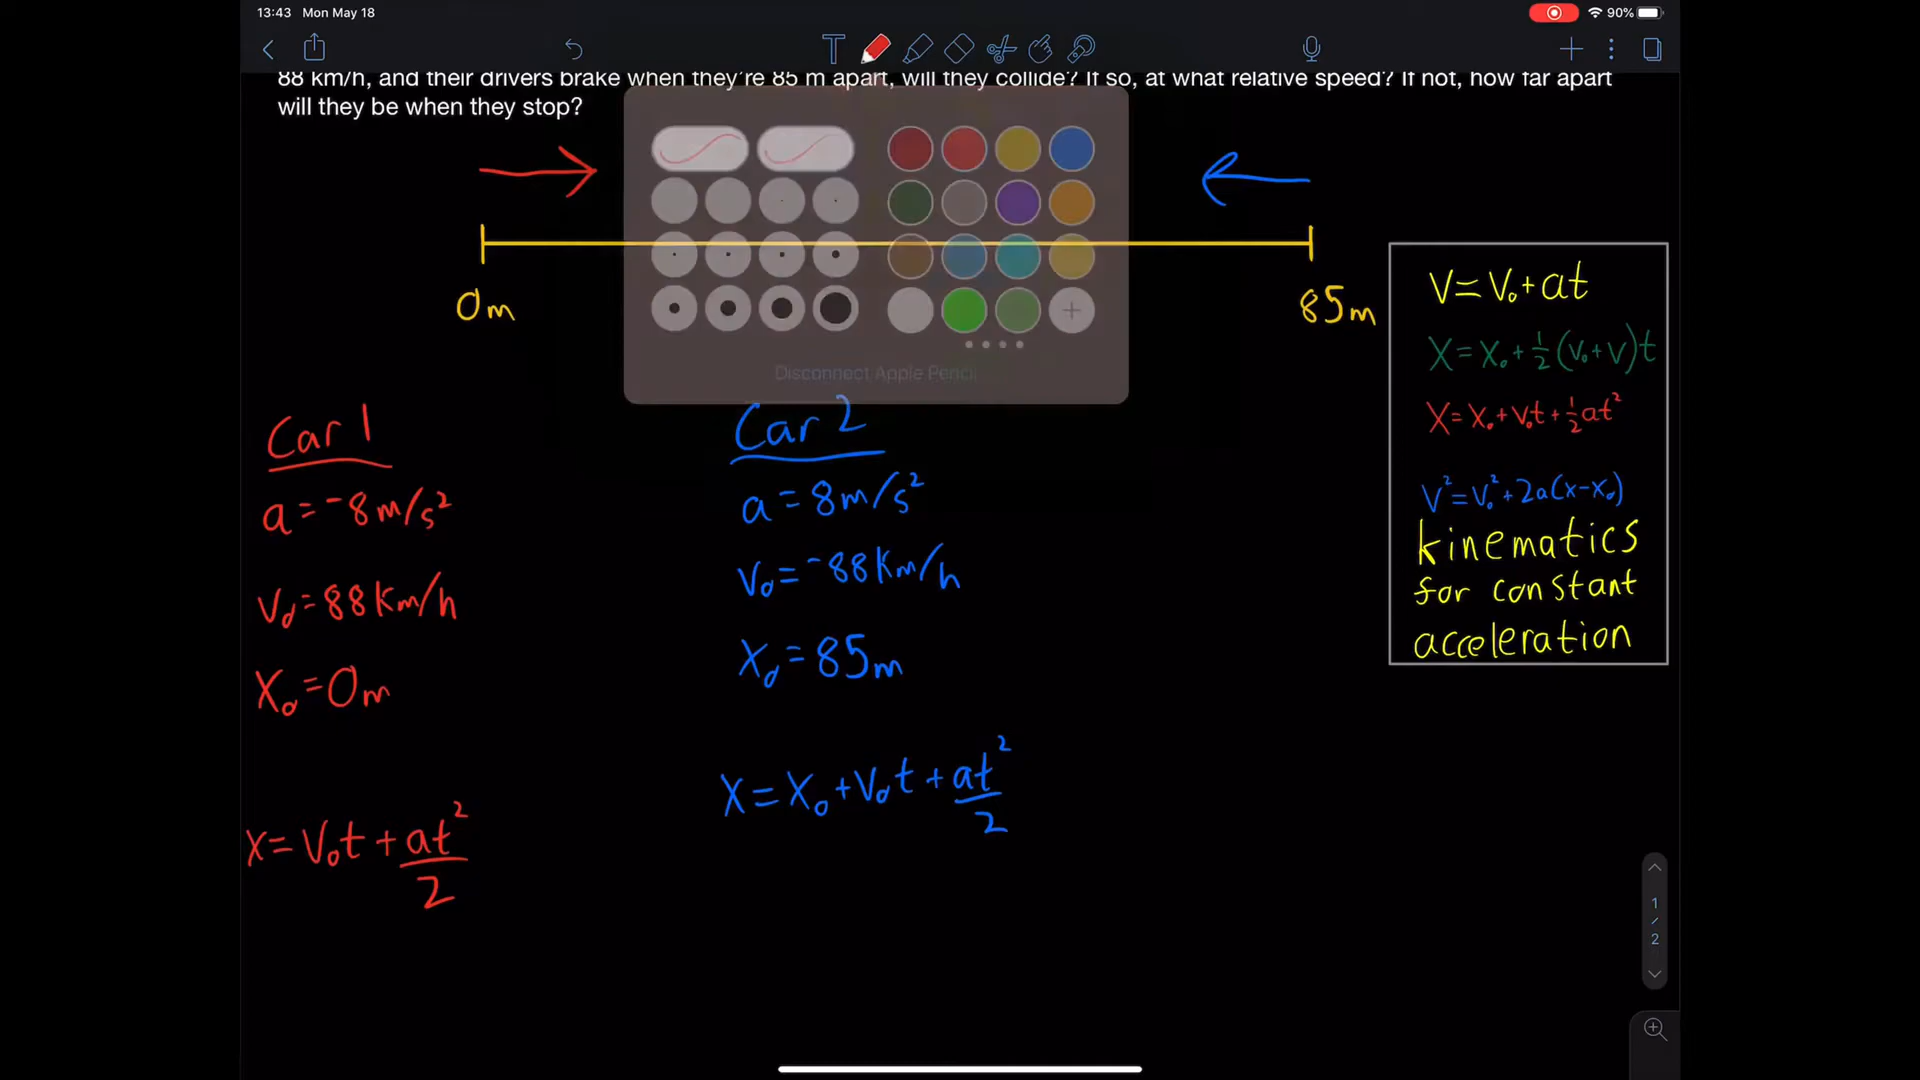 13:43 Mon May 18
90%
88 km/h, and their drivers brake when they're 85 m apart, will they collide? If so, at what relative speed? If not, how far apart
will they be when they stop?
0m
85m
Disconnect Apple Pencil
V=V₀+at
X=X₀+½(V₀+V)t
X=X₀+V₀t+½at²
V²=V₀²+2a(x-x₀)
kinematics
for constant
acceleration
Car 1
a=-8m/s²
V₀=88Km/h
X₀=0m
X=V₀t+at²/2
Car 2
a=8m/s²
V₀=-88Km/h
X₀=85m
X=X₀+V₀t+at²/2
1
/
2